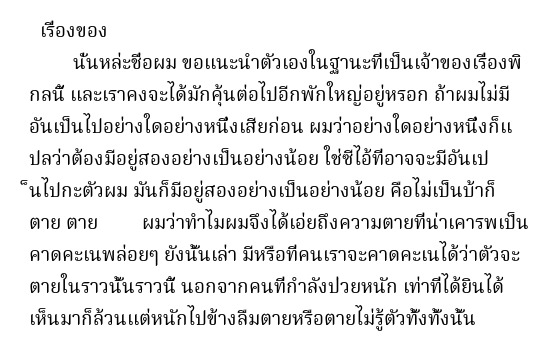 เรื่องของ
นั่นหล่ะชื่อผม ขอแนะนำตัวเองในฐานะที่เป็นเจ้าของเรื่องพิ
กลนี้ และเราคงจะได้มักคุ้นต่อไปอีกพักใหญ่อยู่หรอก ถ้าผมไม่มี
อันเป็นไปอย่างใดอย่างหนึ่งเสียก่อน ผมว่าอย่างใดอย่างหนึ่งก็แ
ปลว่าต้องมีอยู่สองอย่างเป็นอย่างน้อย ใช่ซิไอ้ที่อาจจะมีอันเป
็นไปกะตัวผม มันก็มีอยู่สองอย่างเป็นอย่างน้อย คือไม่เป็นบ้าก็
ตาย ตาย ผมว่าทำไมผมจึงได้เอ่ยถึงความตายที่น่าเคารพเป็น
คาดคะเนพล่อยๆ ยังงั้นเล่า มีหรือที่คนเราจะคาดคะเนได้ว่าตัวจะ
ตายในราวนั้นราวนี้ นอกจากคนที่กำลังป่วยหนัก เท่าที่ได้ยินได้
เห็นมาก็ล้วนแต่หนักไปข้างลืมตายหรือตายไม่รู้ตัวทั้งทั้งนั้น